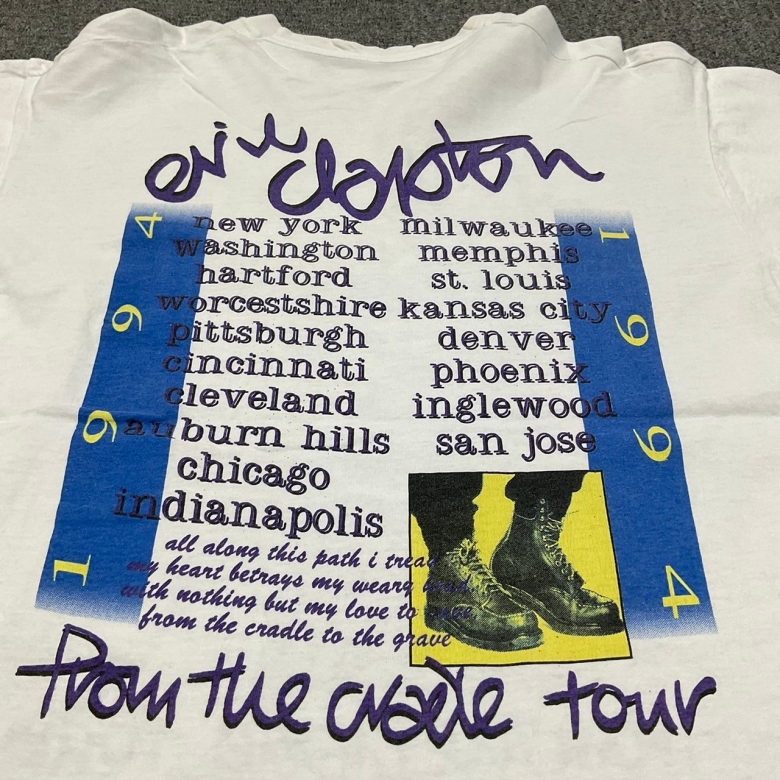 eric clapton
new york
washington
hartford
worcestshire
pittsburgh
cincinnati
cleveland
auburn hills
chicago
indianapolis
milwaukee
memphis
st. louis
kansas city
denver
phoenix
inglewood
san jose
1994
1994
all along this path i tread
my heart betrays my weary head
with nothing but my love to save
from the cradle to the grave
from the cradle tour